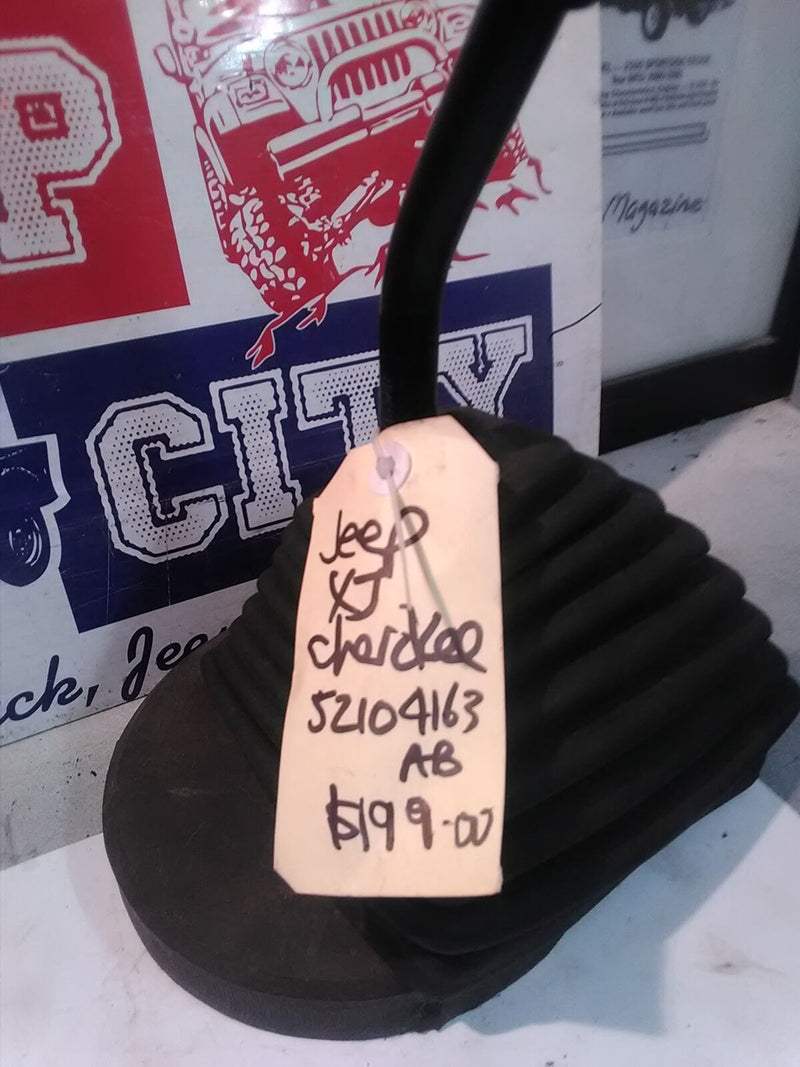 P
CITY
ck, Jee
Magazine
Jeep
XJ
cherokee
52104163
AB
$199.00